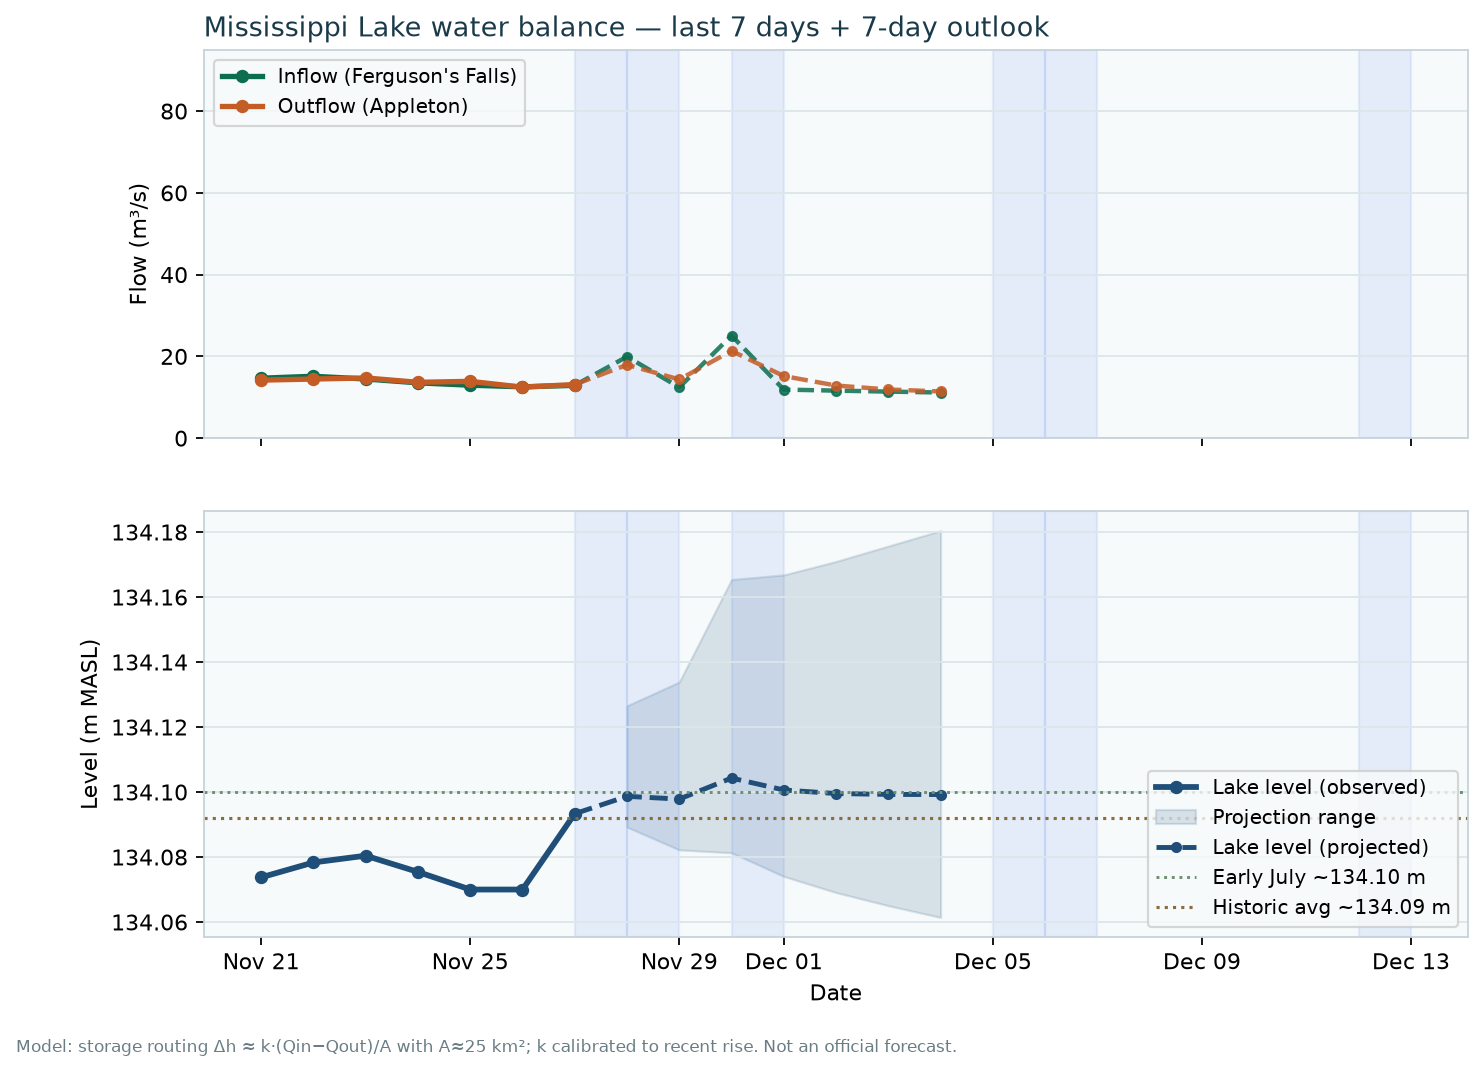 Mississippi Lake water balance — last 7 days + 7-day outlook
Inflow (Ferguson's Falls)
Outflow (Appleton)
80
60
40
20
0
Flow (m³/s)
134.18
134.16
134.14
134.12
134.10
134.08
134.06
Level (m MASL)
Lake level (observed)
Projection range
Lake level (projected)
Early July ~134.10 m
Historic avg ~134.09 m
Nov 21 Nov 25 Nov 29 Dec 01 Dec 05 Dec 09 Dec 13
Date
Model: storage routing Δh ≈ k·(Qin−Qout)/A with A≈25 km²; k calibrated to recent rise. Not an official forecast.